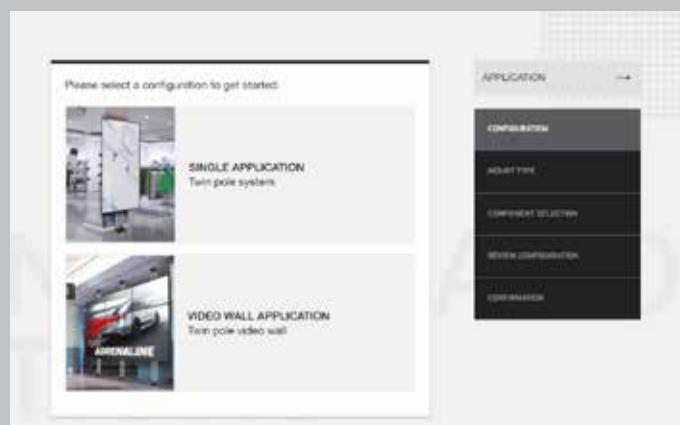 Please select a configuration to get started.
SINGLE APPLICATION
Twin pole system
VIDEO WALL APPLICATION
Twin pole video wall
ADRENALINE
APPLICATION →
CONFIGURATION
MOUNT TYPE
COMPONENT SELECTION
REVIEW CONFIGURATION
CONFIRMATION